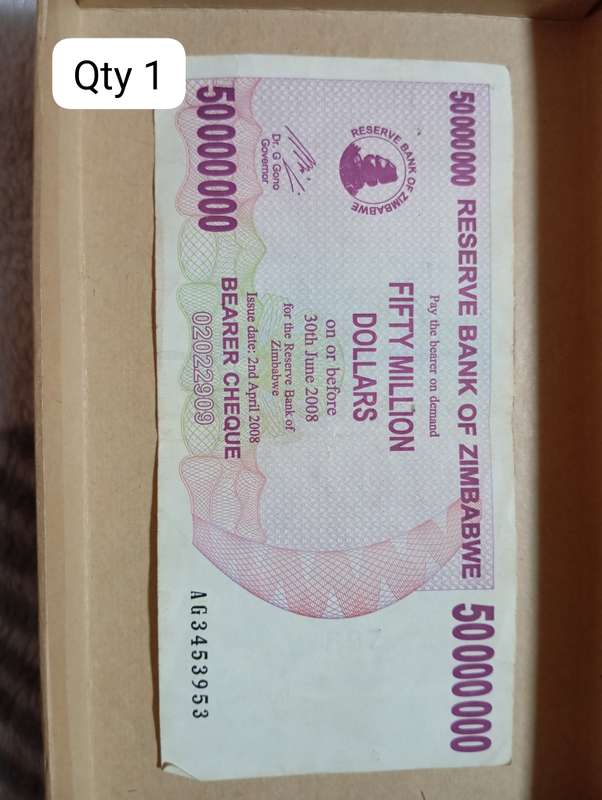 Qty 1
50000000 RESERVE BANK OF ZIMBABWE 50000000
Pay the bearer on demand
FIFTY MILLION
DOLLARS
on or before
30th June 2008
for the Reserve Bank of
Zimbabwe
Issue date: 2nd April 2008
BEARER CHEQUE
02022909
RESERVE BANK OF ZIMBABWE
Dr. G Gono
Governor
50000000
AG3453953